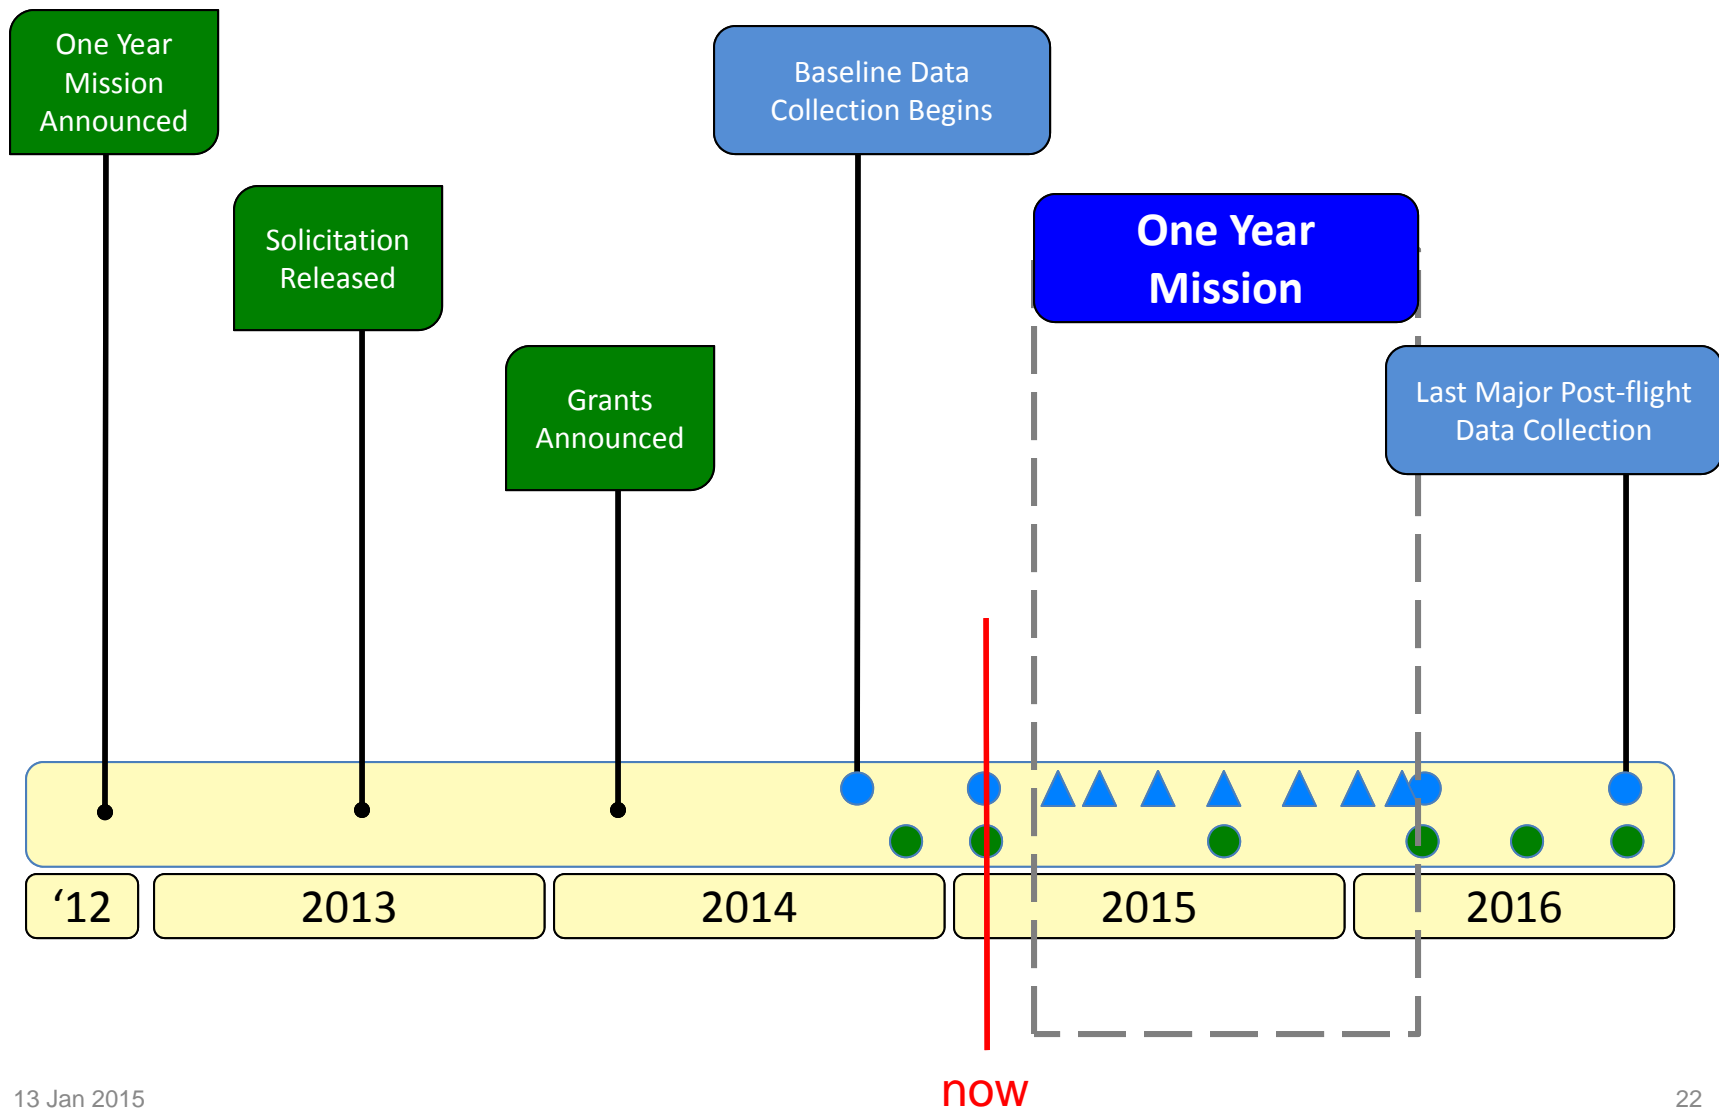 One Year
Mission
Announced
Baseline Data
Collection Begins
Solicitation
Released
One Year
Mission
Grants
Announced
Last Major Post-flight
Data Collection
‘12
2013
2014
2015
2016
now
13 Jan 2015
22